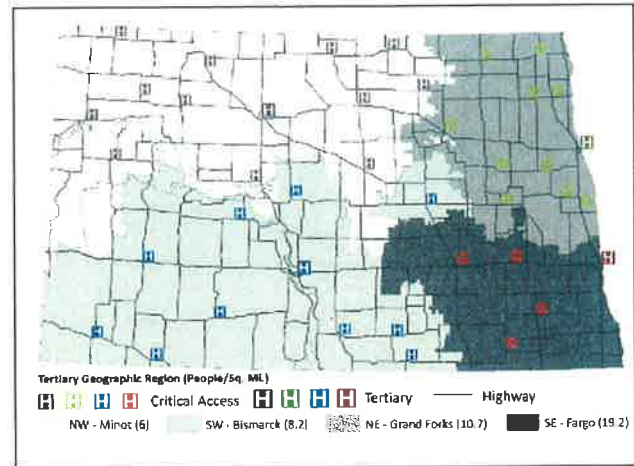 Tertiary Geographic Region (People/Sq. Mi.)
H H H H Critical Access H H H H Tertiary Highway
NW - Minot (6) SW - Bismarck (8.2) NE - Grand Forks (10.7) SE - Fargo (19.2)